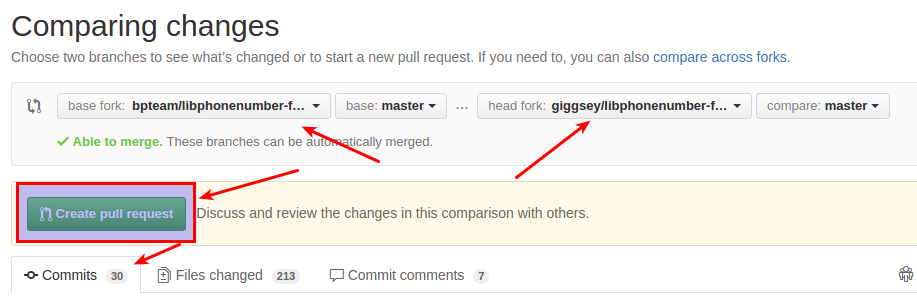 Comparing changes
Choose two branches to see what's changed or to start a new pull request. If you need to, you can also compare across forks.
base fork: bpteam/libphonenumber-f... base: master ... head fork: giggsey/libphonenumber-f... compare: master
Able to merge. These branches can be automatically merged.
Create pull request Discuss and review the changes in this comparison with others.
Commits 30 Files changed 213 Commit comments 7